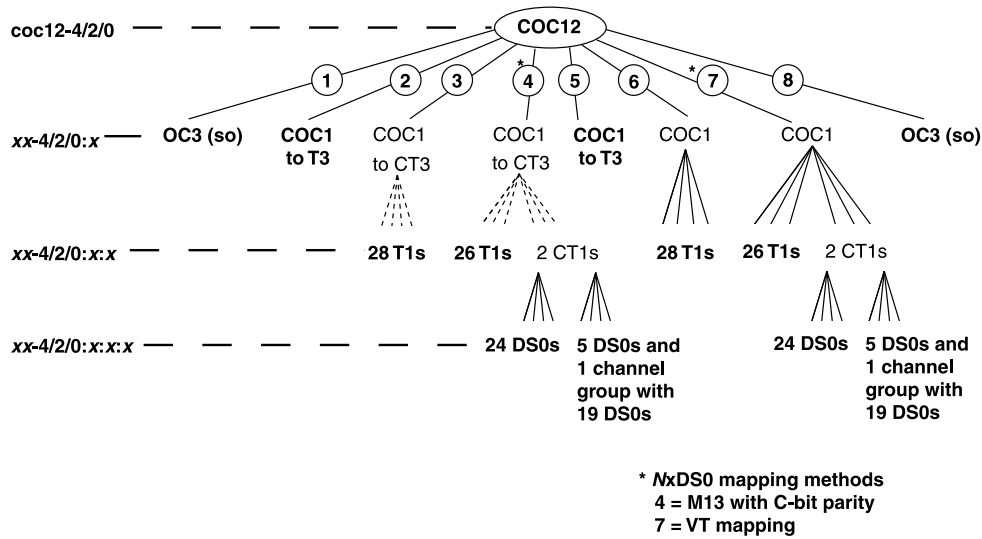 coc12-4/2/0 COC12
1 2 3 * 4 5 6 * 7 8
xx-4/2/0:x OC3 (so) COC1 COC1 COC1 COC1 COC1 COC1 OC3 (so)
to T3 to CT3 to CT3 to T3
xx-4/2/0:x:x 28 T1s 26 T1s 2 CT1s 28 T1s 26 T1s 2 CT1s
xx-4/2/0:x:x:x 24 DS0s 5 DS0s and 24 DS0s 5 DS0s and
1 channel 1 channel
group with group with
19 DS0s 19 DS0s
* NxDS0 mapping methods
4 = M13 with C-bit parity
7 = VT mapping